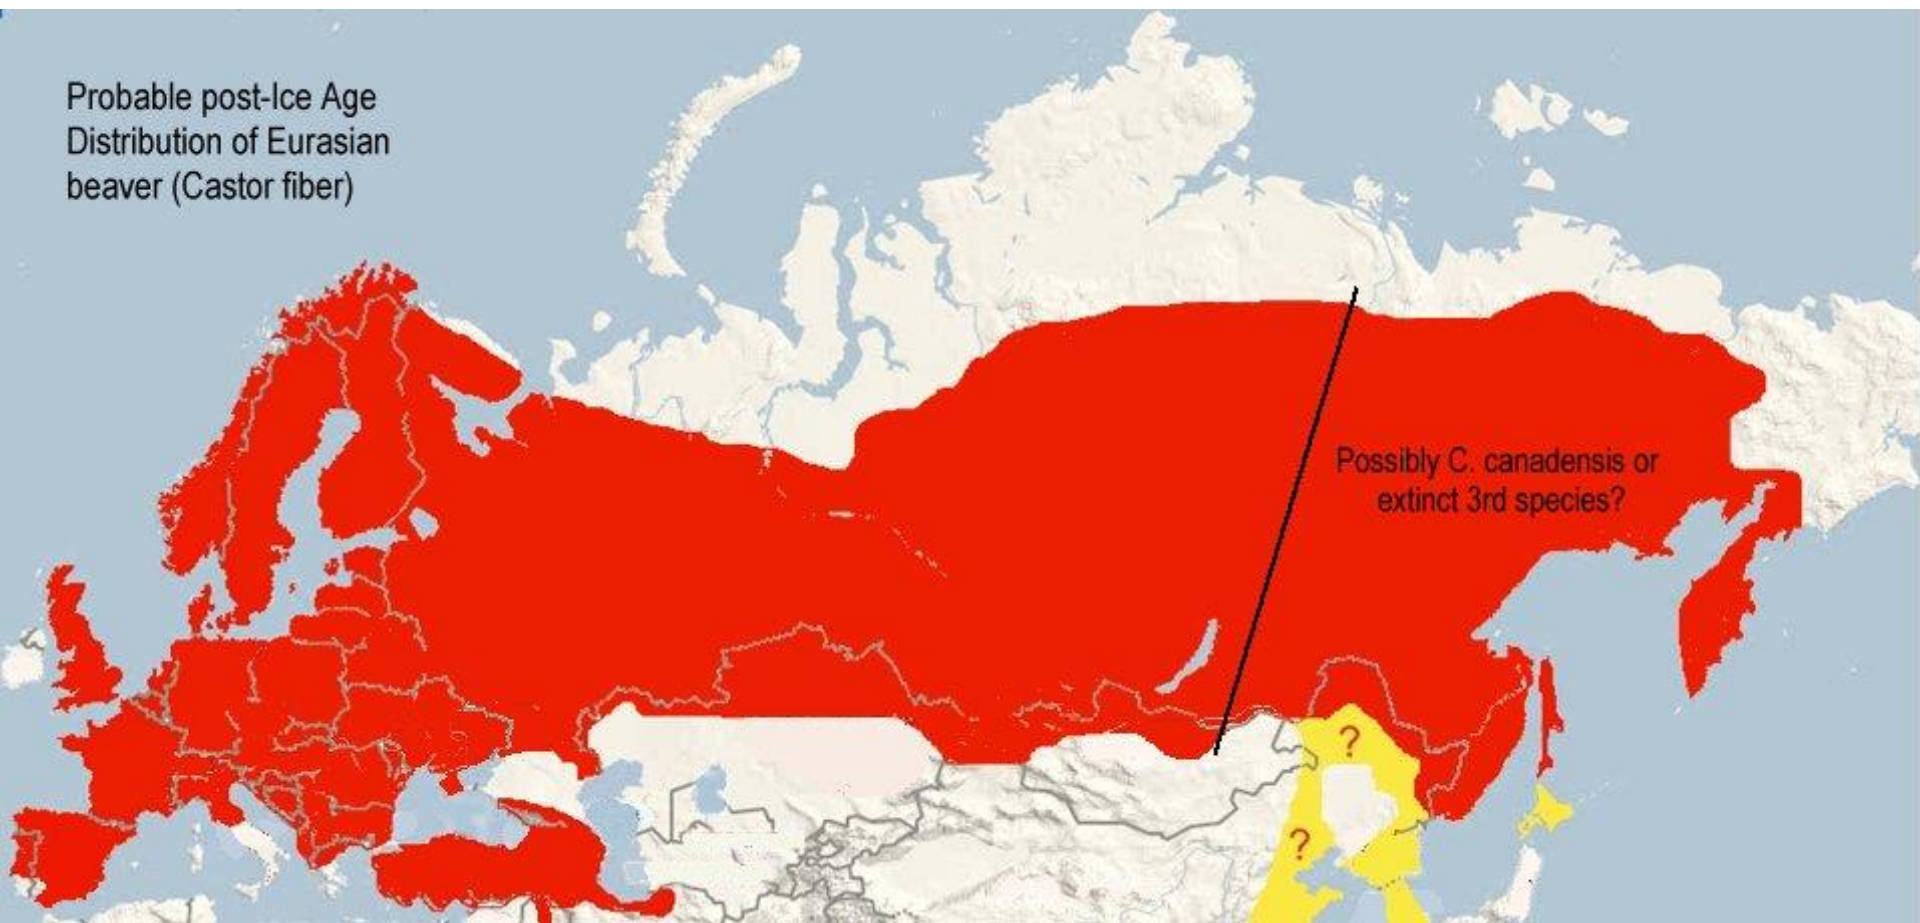 Probable post-Ice Age
Distribution of Eurasian
beaver (Castor fiber)
Possibly C. canadensis or
extinct 3rd species?
?
?